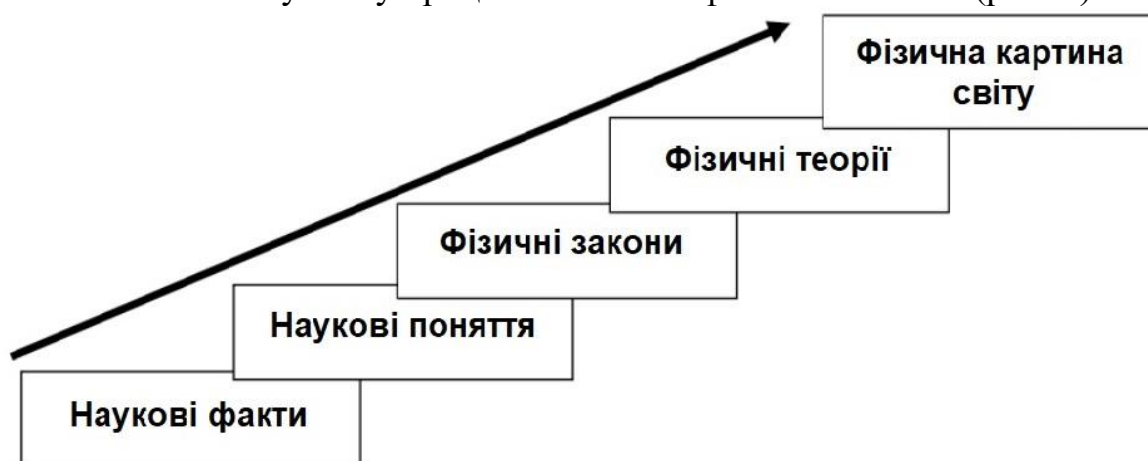 Фізична картина
світу
Фізичні теорії
Фізичні закони
Наукові поняття
Наукові факти